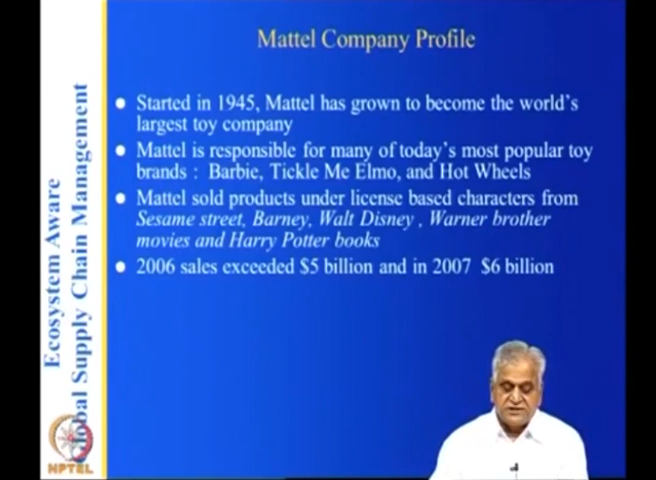 Mattel Company Profile
Started in 1945, Mattel has grown to become the world's
largest toy company
Mattel is responsible for many of today's most popular toy
brands : Barbie, Tickle Me Elmo, and Hot Wheels
Mattel sold products under license based characters from
Sesame street, Barney, Walt Disney , Warner brother
movies and Harry Potter books
2006 sales exceeded $5 billion and in 2007 $6 billion
Ecosystem Aware
Global Supply Chain Management
NPTEL